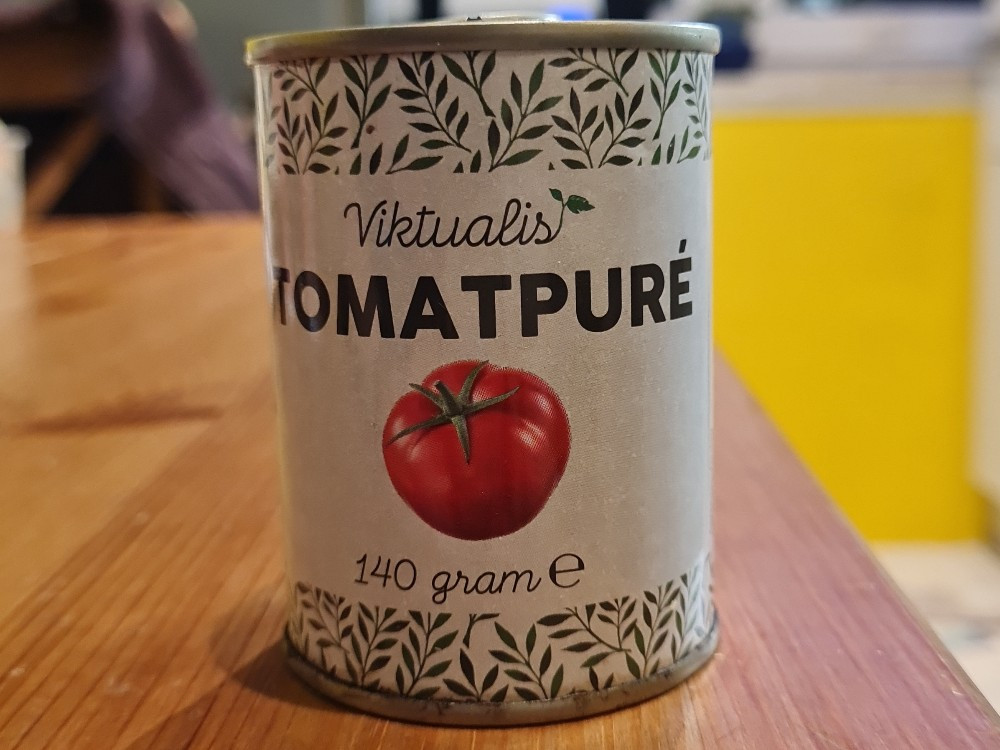 Viktualis
TOMATPURÉ
140 gram ℮